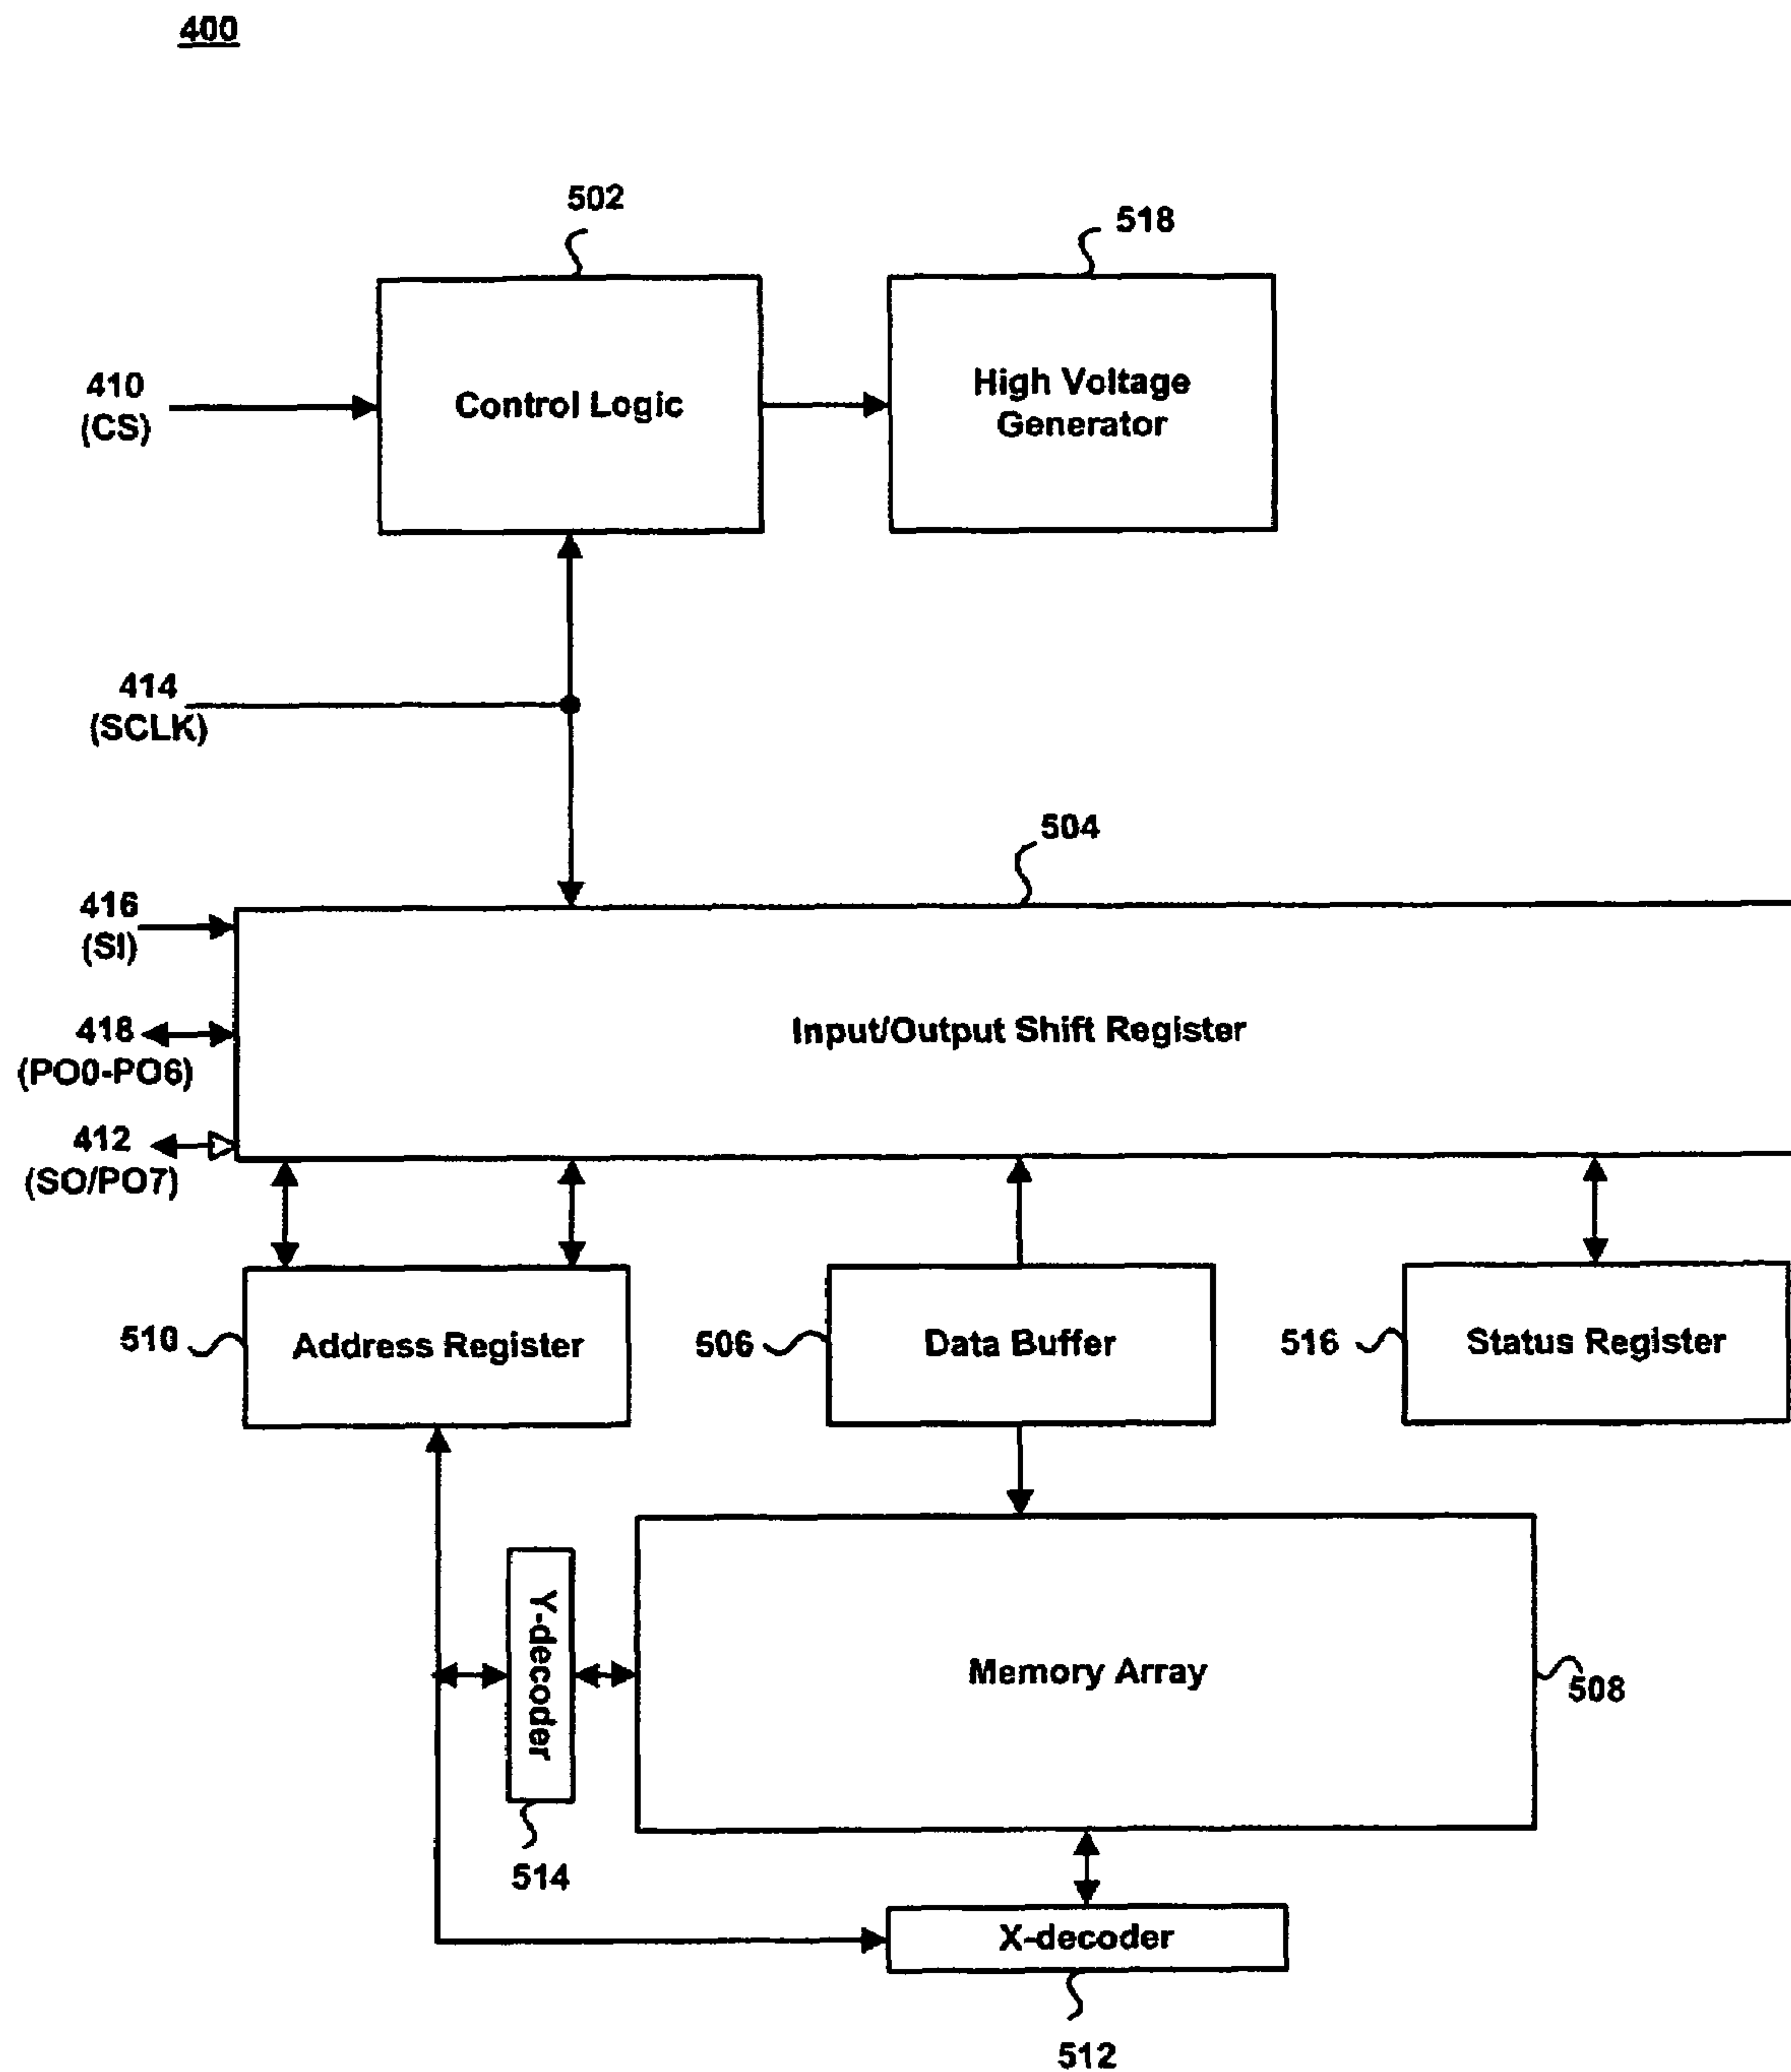 400
502
518
410
(CS)
Control Logic
High Voltage
Generator
414
(SCLK)
504
416
(SI)
418
(PO0-PO6)
412
(SO/PO7)
Input/Output Shift Register
510
Address Register
506
Data Buffer
516
Status Register
Y-decoder
Memory Array
508
514
X-decoder
512